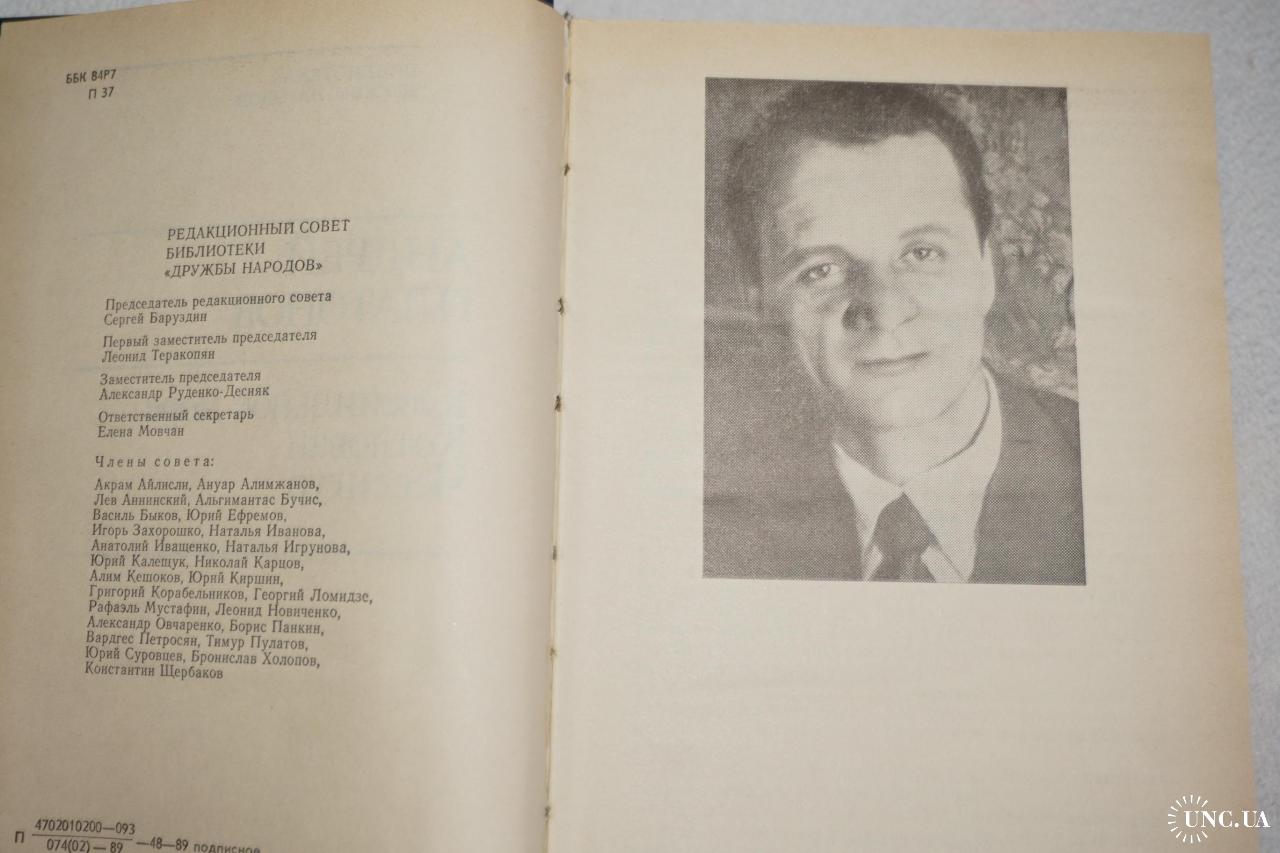 ББК 84Р7
П 37
РЕДАКЦИОННЫЙ СОВЕТ
БИБЛИОТЕКИ
«ДРУЖБЫ НАРОДОВ»
Председатель редакционного совета
Сергей Баруздин
Первый заместитель председателя
Леонид Теракопян
Заместитель председателя
Александр Руденко-Десняк
Ответственный секретарь
Елена Мовчан
Члены совета:
Акрам Айлисли, Ануар Алимжанов,
Лев Аннинский, Альгимантас Бучис,
Василь Быков, Юрий Ефремов,
Игорь Захорошко, Наталья Иванова,
Анатолий Иващенко, Наталья Игрунова,
Юрий Калещук, Николай Карцов,
Алим Кешоков, Юрий Киршин,
Григорий Корабельников, Георгий Ломидзе,
Рафаэль Мустафин, Леонид Новиченко,
Александр Овчаренко, Борис Панкин,
Вардгес Петросян, Тимур Пулатов,
Юрий Суровцев, Бронислав Холопов,
Константин Щербаков
4702010200—093
П —48—89 подписное
074(02)—89
UNC.UA